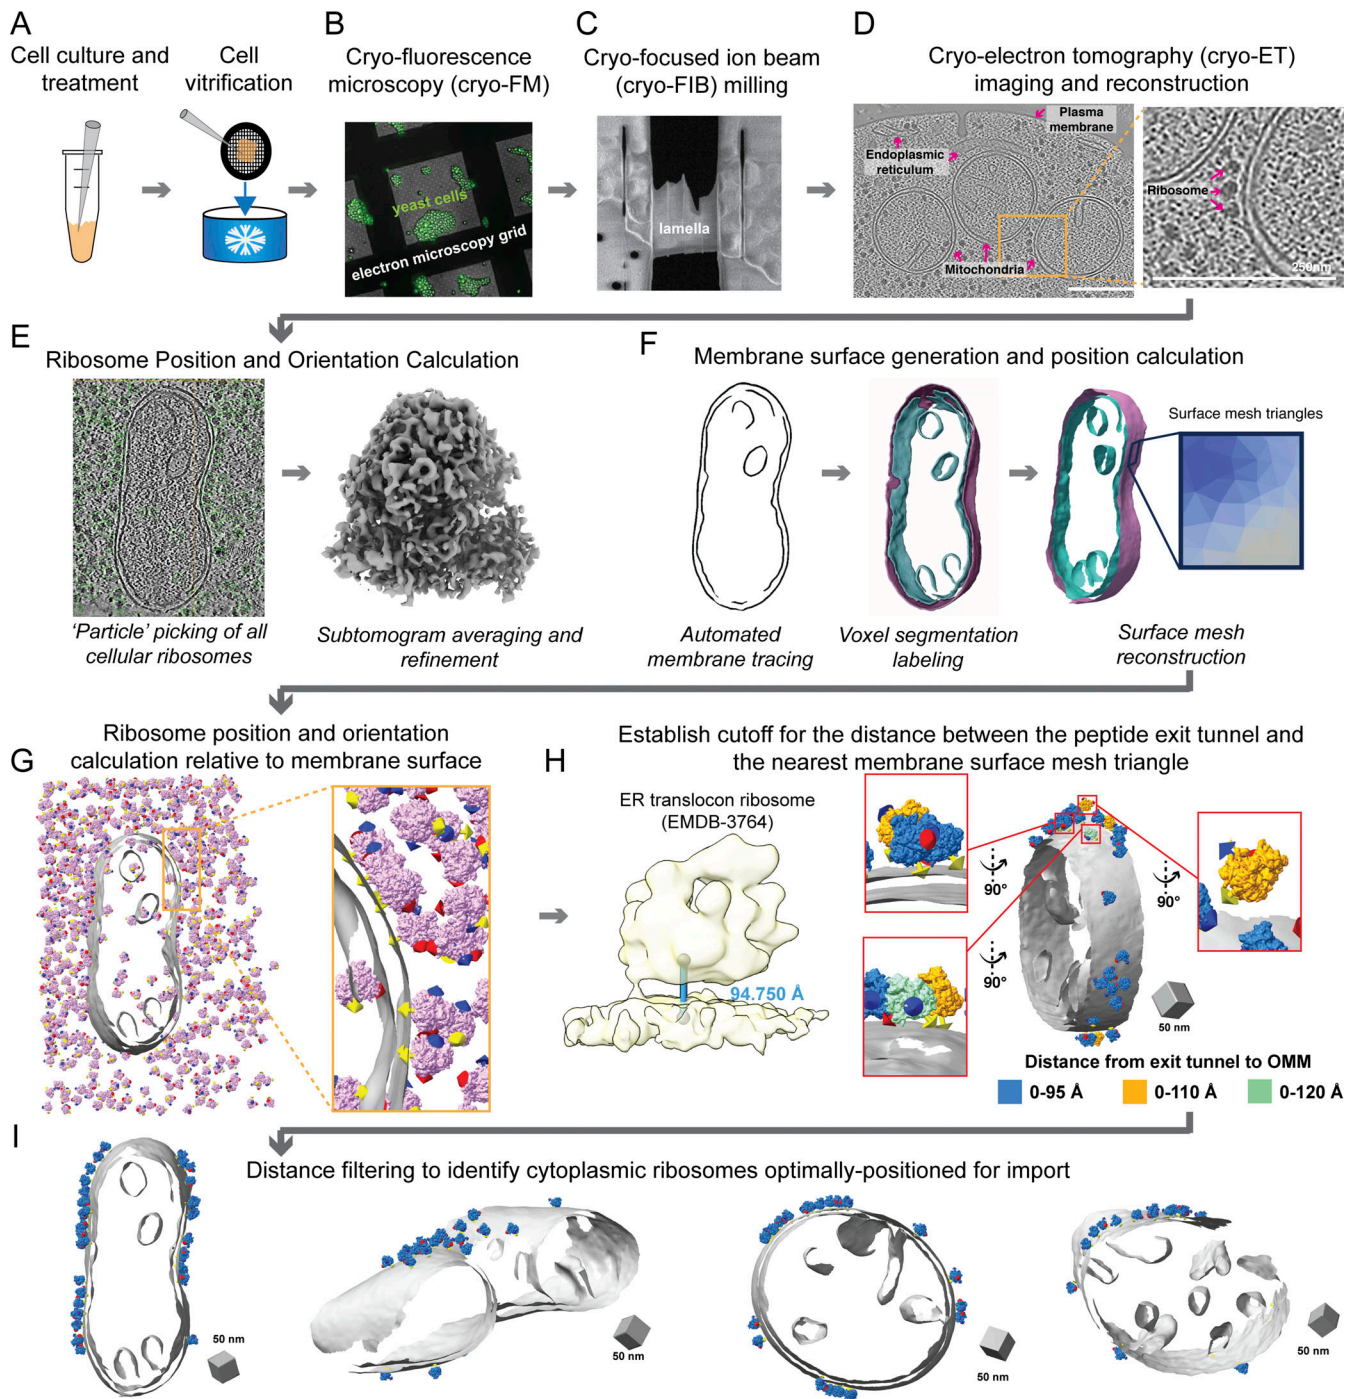 A
Cell culture and
treatment
Cell
vitrification
B
Cryo-fluorescence
microscopy (cryo-FM)
yeast cells
electron microscopy grid
C
Cryo-focused ion beam
(cryo-FIB) milling
lamella
D
Cryo-electron tomography (cryo-ET)
imaging and reconstruction
Plasma
membrane
Endoplasmic
reticulum
Mitochondria
Ribosome
250nm
E
Ribosome Position and Orientation Calculation
'Particle' picking of all
cellular ribosomes
Subtomogram averaging and
refinement
F
Membrane surface generation and position calculation
Surface mesh triangles
Automated
membrane tracing
Voxel segmentation
labeling
Surface mesh
reconstruction
G
Ribosome position and orientation
calculation relative to membrane surface
H
Establish cutoff for the distance between the peptide exit tunnel and
the nearest membrane surface mesh triangle
ER translocon ribosome
(EMDB-3764)
94.750 Å
90°
90°
90°
50 nm
Distance from exit tunnel to OMM
0-95 Å
0-110 Å
0-120 Å
I
Distance filtering to identify cytoplasmic ribosomes optimally-positioned for import
50 nm
50 nm
50 nm
50 nm